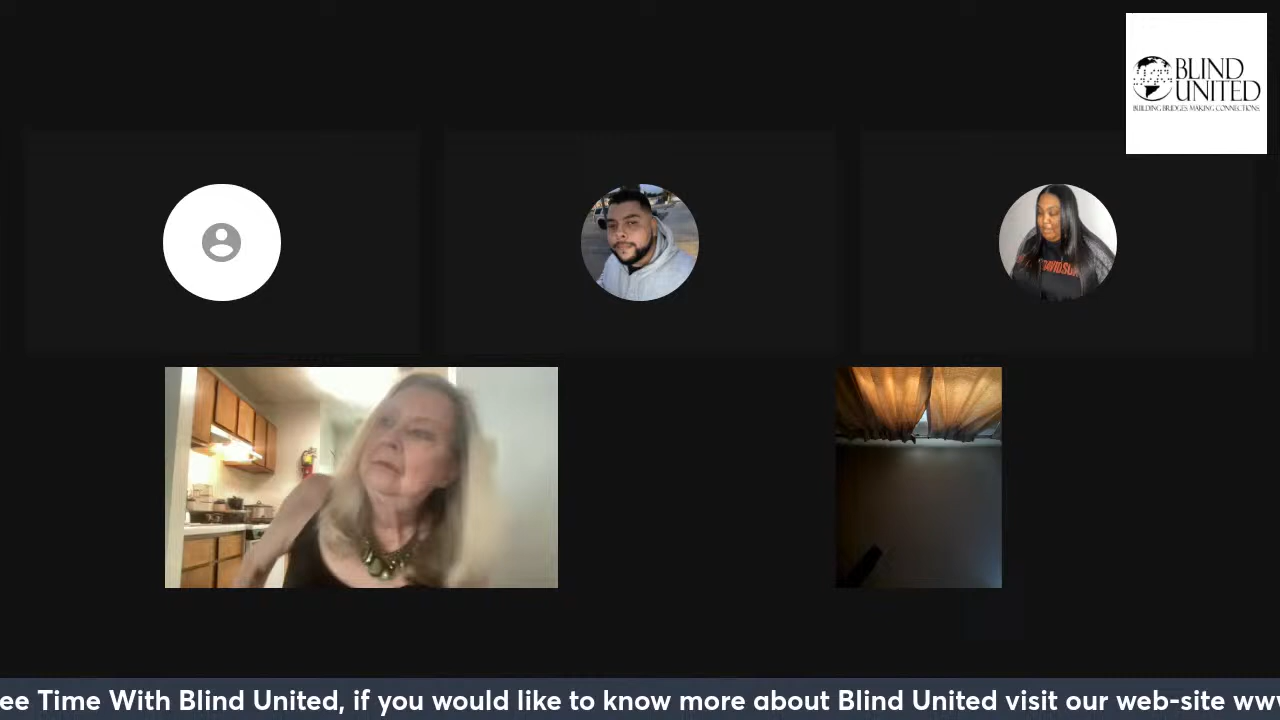 BLIND
UNITED
BUILDING BRIDGES, MAKING CONNECTIONS
DAVIDSON
ee Time With Blind United, if you would like to know more about Blind United visit our web-site www